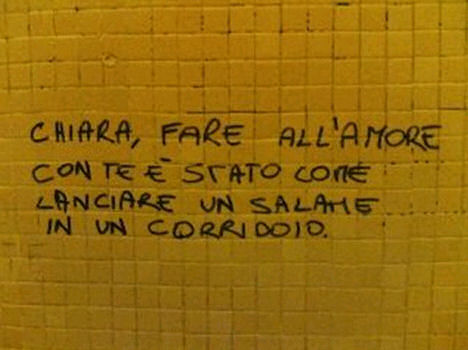 CHIARA, FARE ALL'AMORE
CON TE È STATO COME
LANCIARE UN SALAME
IN UN CORRIDOIO.